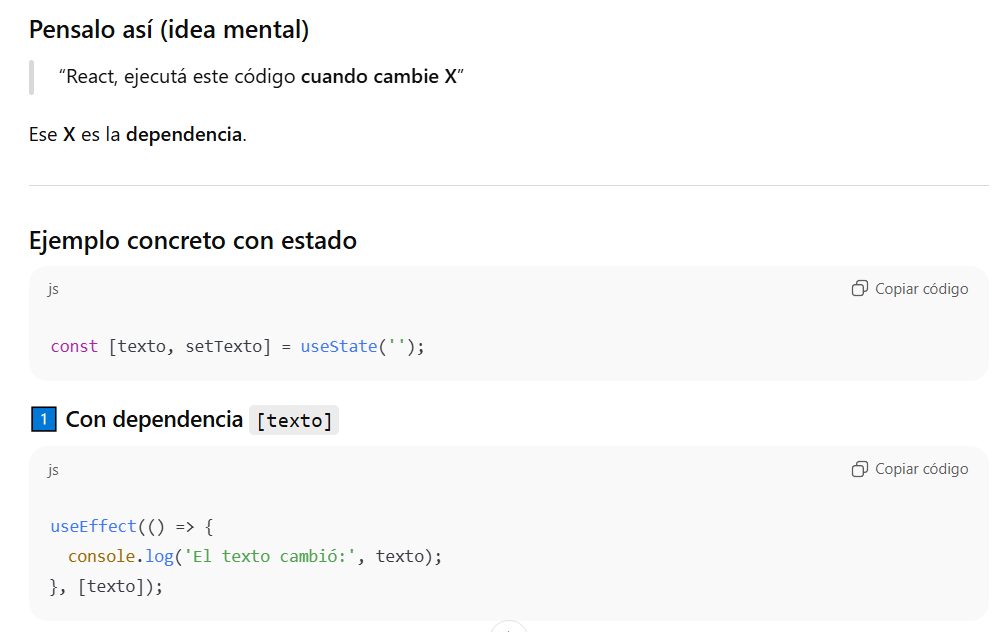 Pensalo así (idea mental)
“React, ejecutá este código cuando cambie X”
Ese X es la dependencia.
Ejemplo concreto con estado
js
Copiar código
const [texto, setTexto] = useState('');
1 Con dependencia [texto]
js
Copiar código
useEffect(() => {
  console.log('El texto cambió:', texto);
}, [texto]);